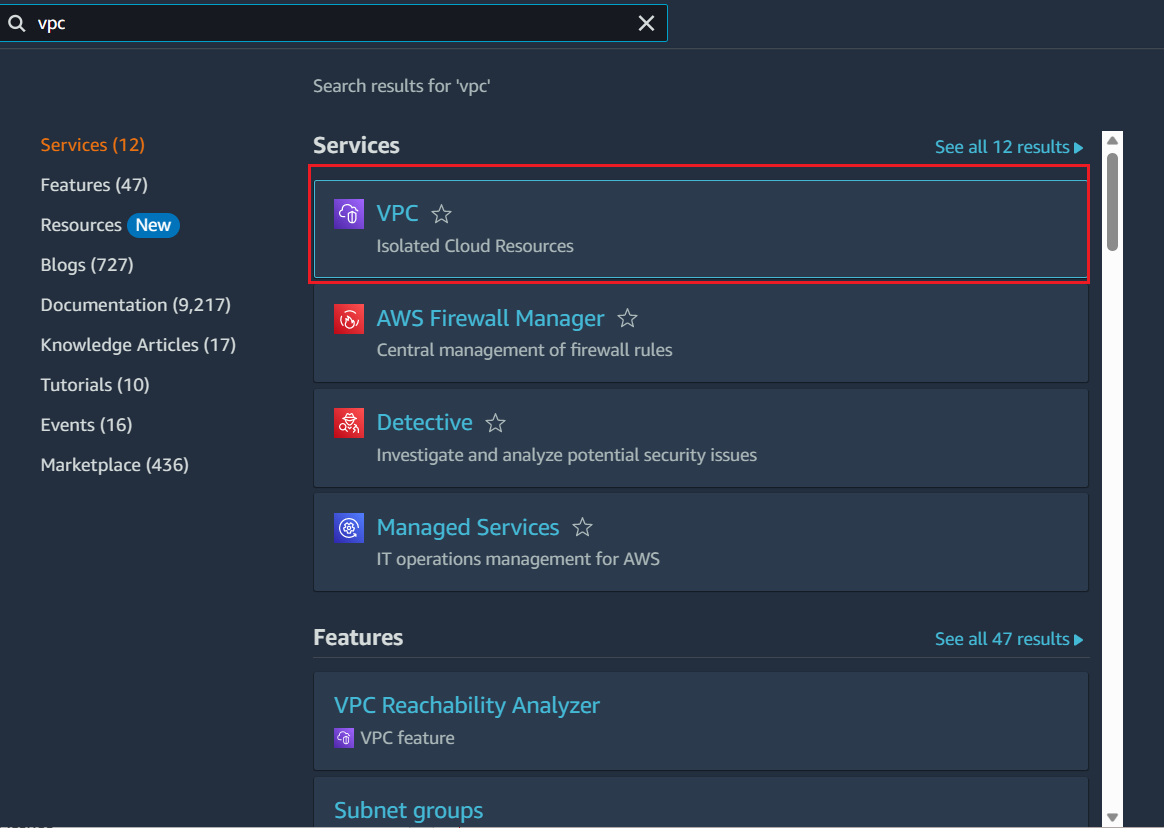 vpc
Search results for 'vpc'
Services (12)
Features (47)
Resources New
Blogs (727)
Documentation (9,217)
Knowledge Articles (17)
Tutorials (10)
Events (16)
Marketplace (436)
Services
See all 12 results
VPC
Isolated Cloud Resources
AWS Firewall Manager
Central management of firewall rules
Detective
Investigate and analyze potential security issues
Managed Services
IT operations management for AWS
Features
See all 47 results
VPC Reachability Analyzer
VPC feature
Subnet groups